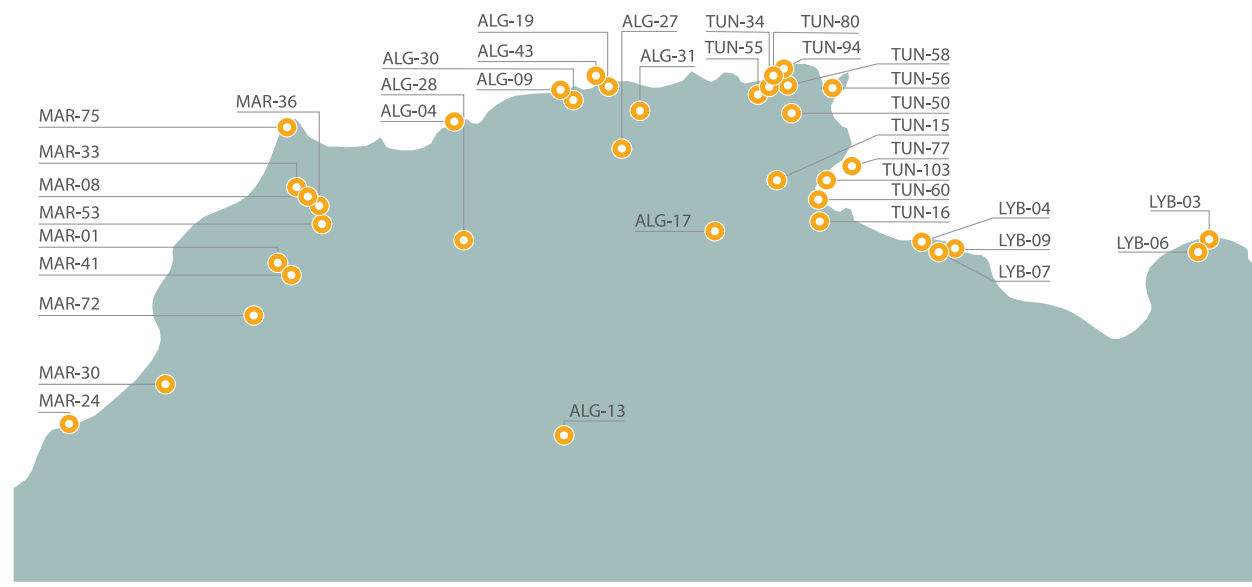 ALG-19
ALG-27
TUN-34
TUN-80
ALG-43
ALG-31
TUN-55
TUN-94
ALG-30
TUN-58
ALG-09
ALG-28
TUN-56
MAR-36
ALG-04
TUN-50
MAR-75
TUN-15
MAR-33
TUN-77
MAR-08
TUN-103
TUN-60
MAR-53
ALG-17
TUN-16
LYB-04
LYB-03
MAR-01
LYB-09
LYB-06
MAR-41
LYB-07
MAR-72
MAR-30
MAR-24
ALG-13